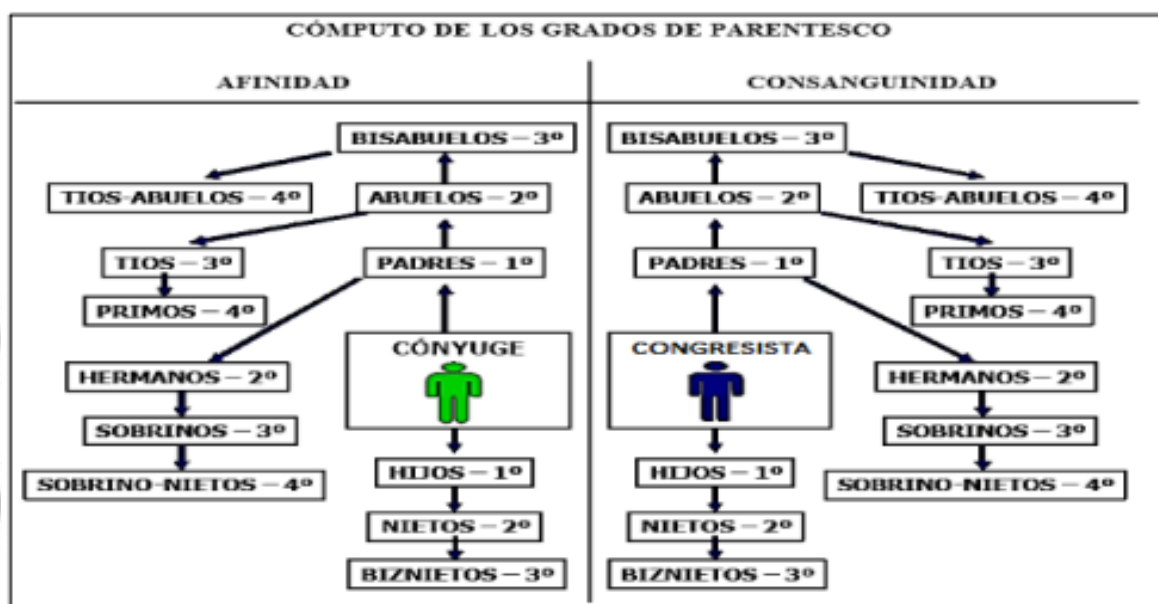 CÓMPUTO DE LOS GRADOS DE PARENTESCO
AFINIDAD
CONSANGUINIDAD
BISABUELOS – 3º
TIOS-ABUELOS – 4º
ABUELOS – 2º
TIOS – 3º
PADRES – 1º
PRIMOS – 4º
CÓNYUGE
HERMANOS – 2º
SOBRINOS – 3º
SOBRINO-NIETOS – 4º
HIJOS – 1º
NIETOS – 2º
BIZNIETOS – 3º
BISABUELOS – 3º
ABUELOS – 2º
TIOS-ABUELOS – 4º
PADRES – 1º
TIOS – 3º
PRIMOS – 4º
CONGRESISTA
HERMANOS – 2º
SOBRINOS – 3º
SOBRINO-NIETOS – 4º
HIJOS – 1º
NIETOS – 2º
BIZNIETOS – 3º